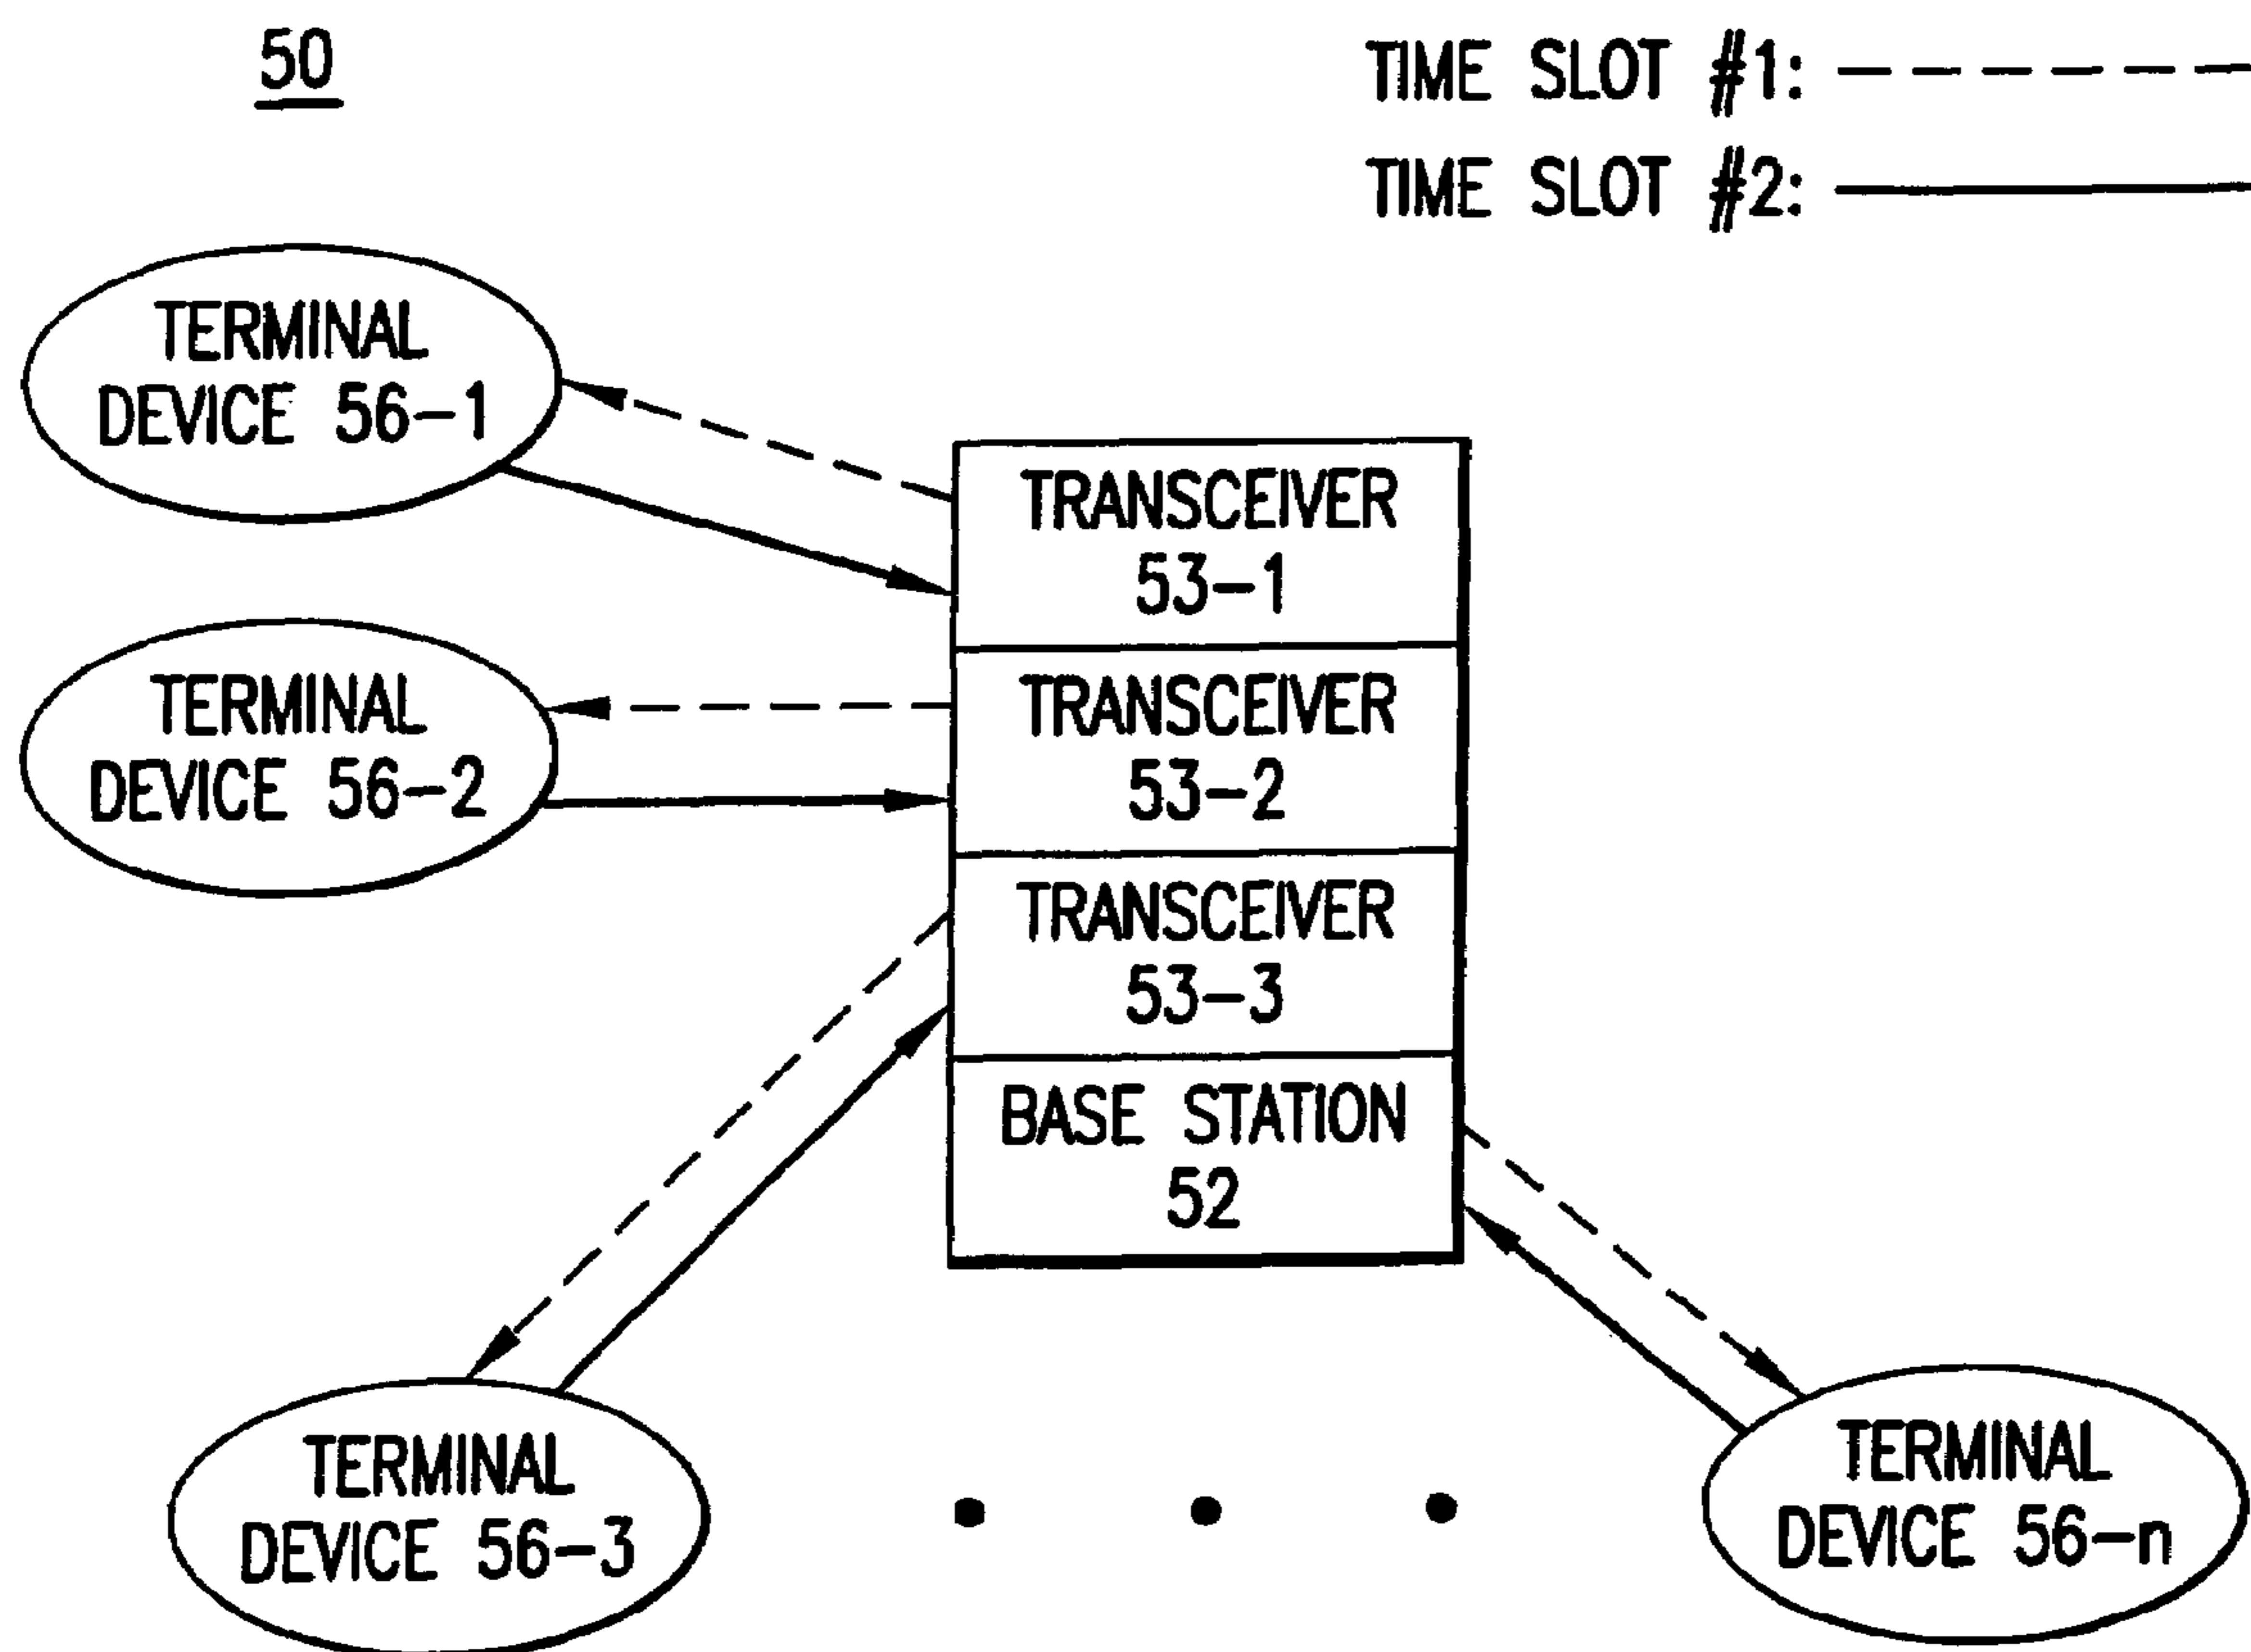 50
TIME SLOT #1:
TIME SLOT #2:
TERMINAL
DEVICE 56-1
TRANSCEIVER
53-1
TERMINAL
DEVICE 56-2
TRANSCEIVER
53-2
TRANSCEIVER
53-3
BASE STATION
52
TERMINAL
DEVICE 56-3
TERMINAL
DEVICE 56-n